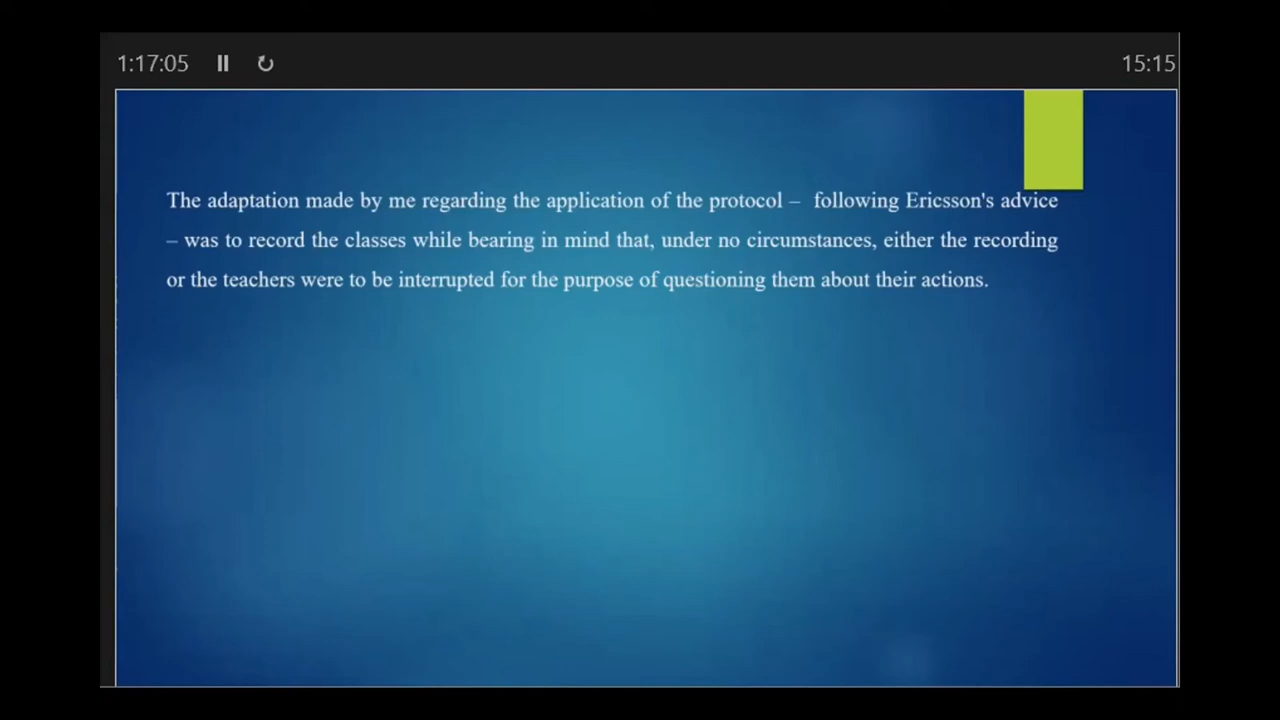 1:17:05 15:15
The adaptation made by me regarding the application of the protocol – following Ericsson's advice
– was to record the classes while bearing in mind that, under no circumstances, either the recording
or the teachers were to be interrupted for the purpose of questioning them about their actions.